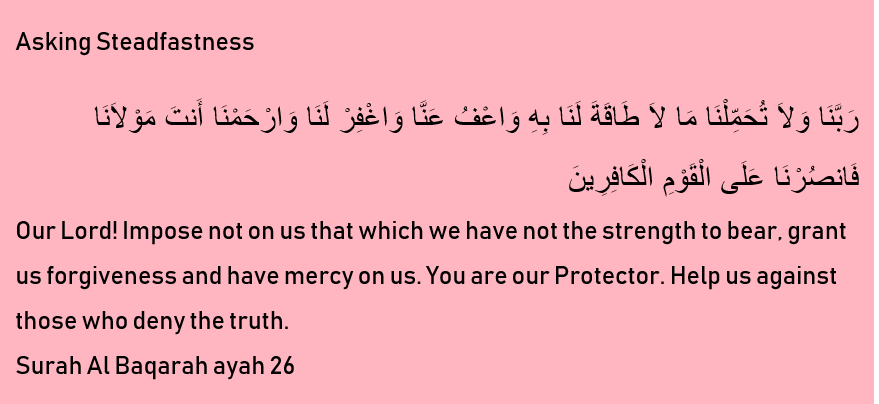 Asking Steadfastness
رَبَّنَا وَلاَ تُحَمِّلْنَا مَا لاَ طَاقَةَ لَنَا بِهِ وَاعْفُ عَنَّا وَاغْفِرْ لَنَا وَارْحَمْنَا أَنتَ مَوْلاَنَا
فَانصُرْنَا عَلَى الْقَوْمِ الْكَافِرِينَ
Our Lord! Impose not on us that which we have not the strength to bear, grant
us forgiveness and have mercy on us. You are our Protector. Help us against
those who deny the truth.
Surah Al Baqarah ayah 26